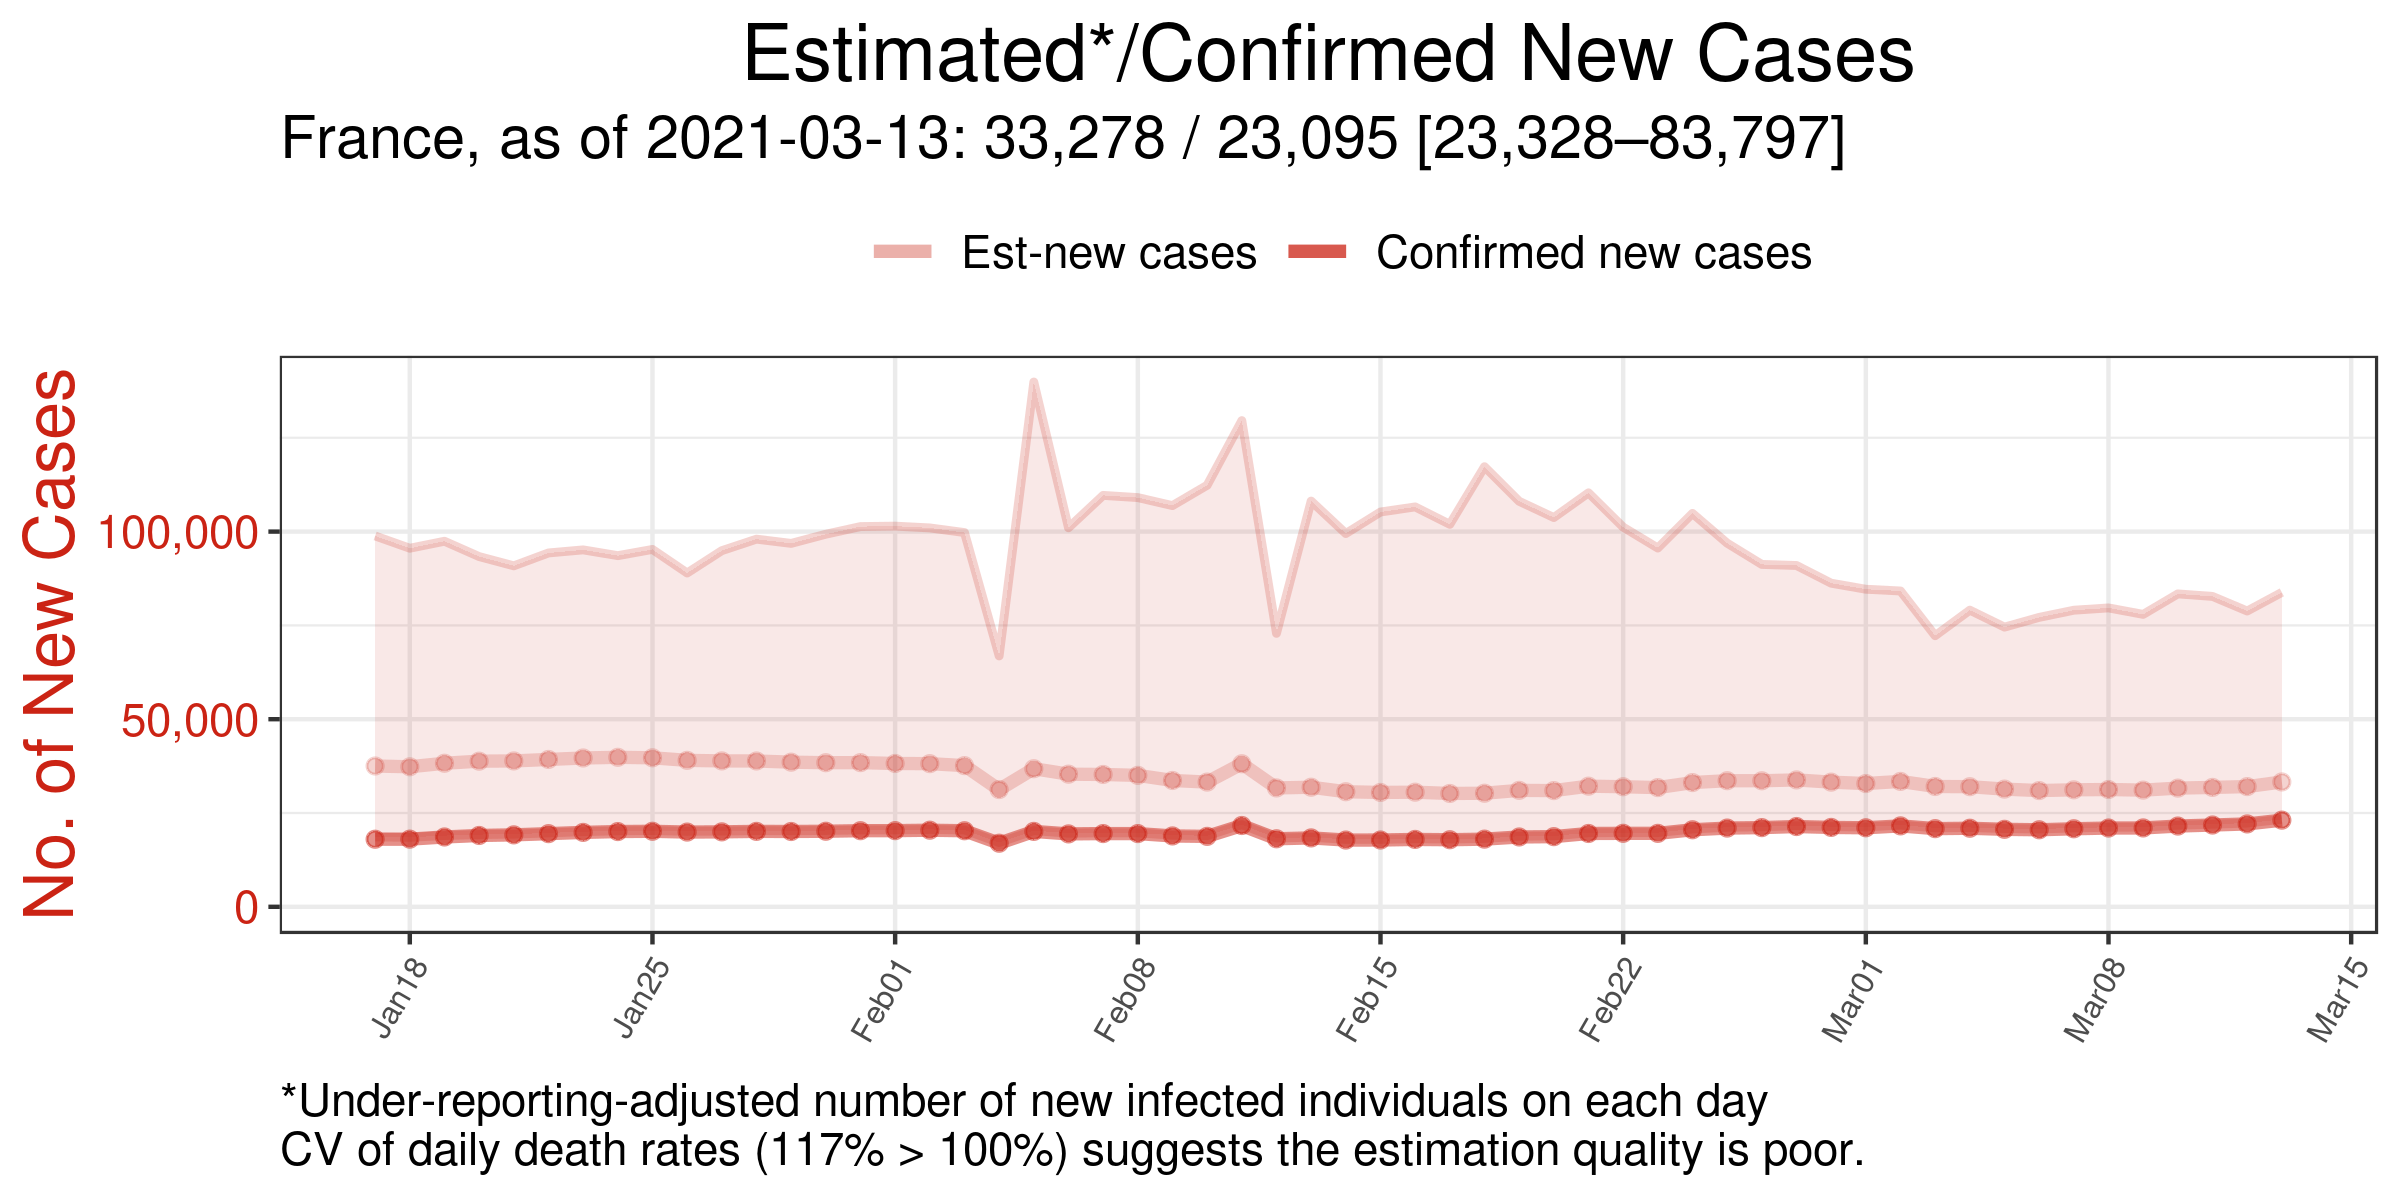 Estimated*/Confirmed New Cases
France, as of 2021-03-13: 33,278 / 23,095 [23,328–83,797]
Est-new cases
Confirmed new cases
No. of New Cases
100,000
50,000
0
Jan18
Jan25
Feb01
Feb08
Feb15
Feb22
Mar01
Mar08
Mar15
*Under-reporting-adjusted number of new infected individuals on each day
CV of daily death rates (117% > 100%) suggests the estimation quality is poor.